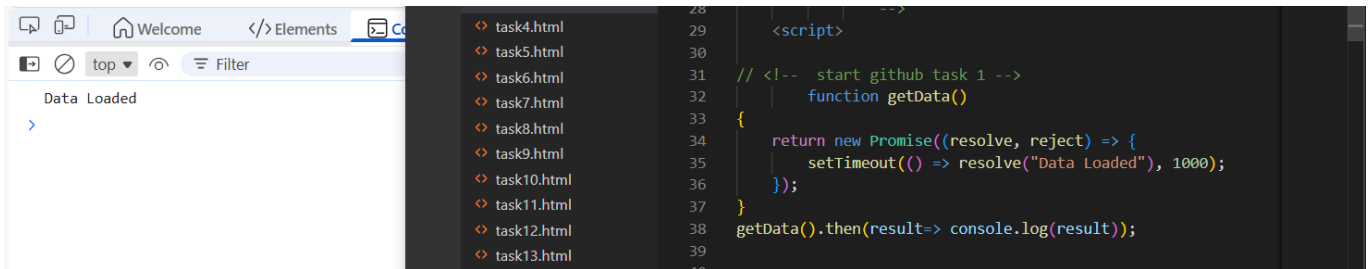 Welcome
</> Elements
Co
top ▼
Filter
Data Loaded
>
<> task4.html
<> task5.html
<> task6.html
<> task7.html
<> task8.html
<> task9.html
<> task10.html
<> task11.html
<> task12.html
<> task13.html
28 -->
29 <script>
30
31 // <!--  start github task 1 -->
32 function getData()
33 {
34 return new Promise((resolve, reject) => {
35 setTimeout(() => resolve("Data Loaded"), 1000);
36 });
37 }
38 getData().then(result=> console.log(result));
39